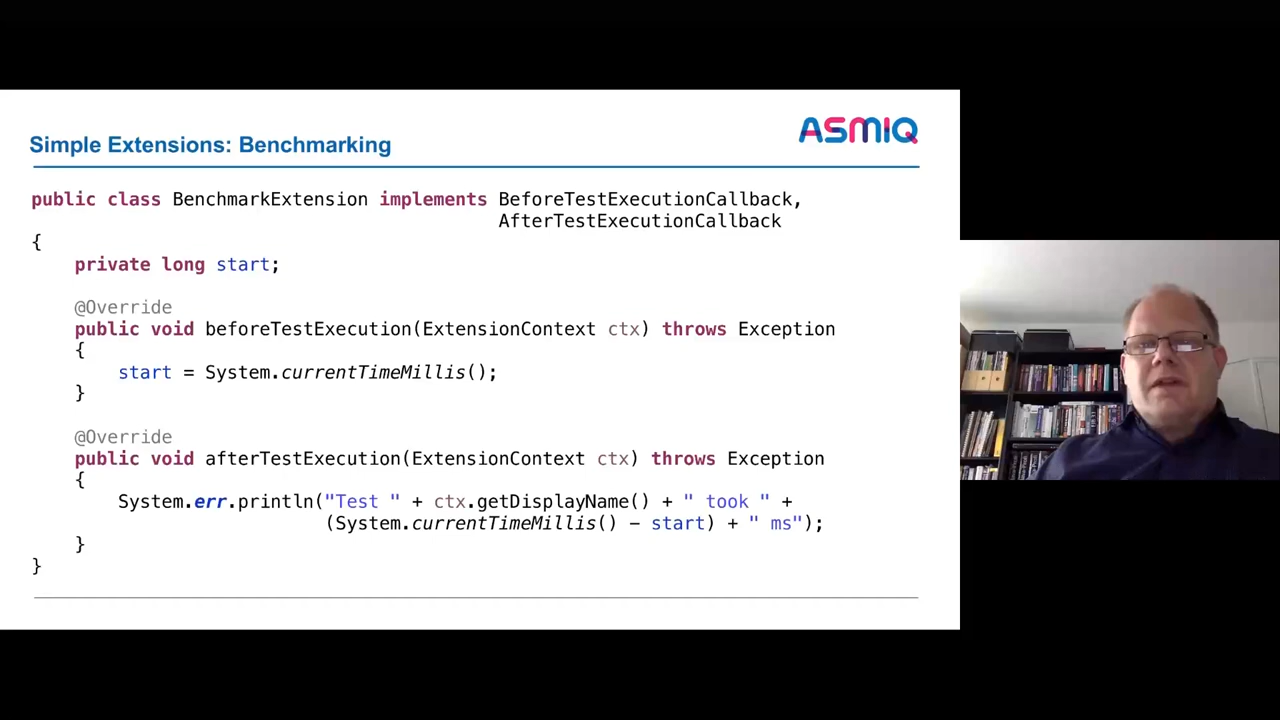 Simple Extensions: Benchmarking
ASMIQ
public class BenchmarkExtension implements BeforeTestExecutionCallback,
AfterTestExecutionCallback
{
private long start;
@Override
public void beforeTestExecution(ExtensionContext ctx) throws Exception
{
start = System.currentTimeMillis();
}
@Override
public void afterTestExecution(ExtensionContext ctx) throws Exception
{
System.err.println("Test " + ctx.getDisplayName() + " took " +
(System.currentTimeMillis() – start) + " ms");
}
}